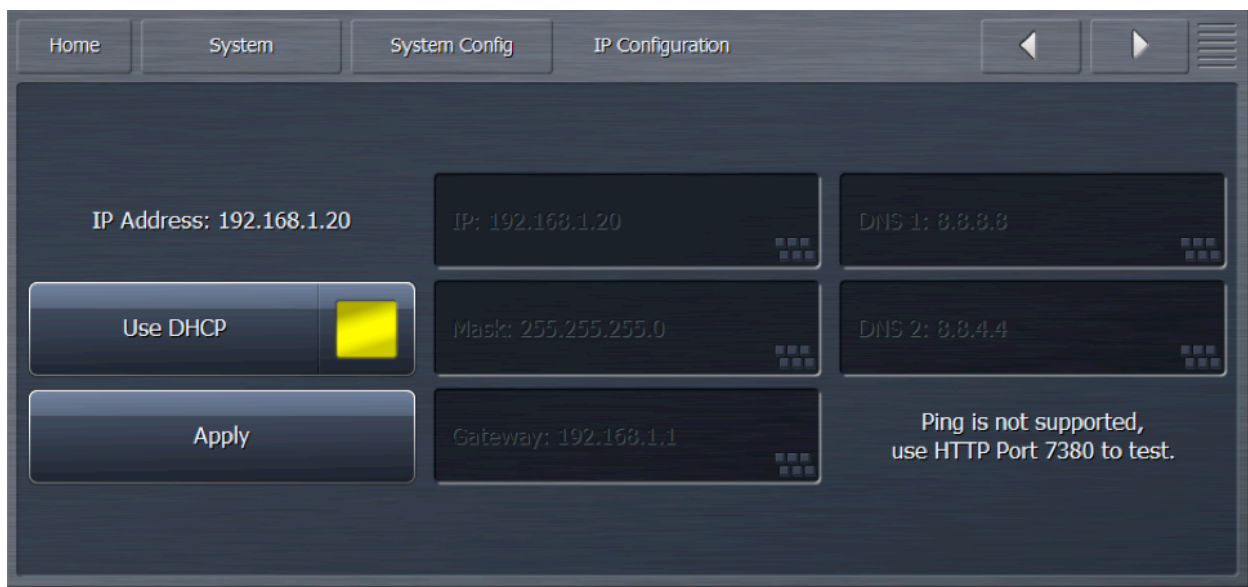 Home
System
System Config
IP Configuration
IP Address: 192.168.1.20
IP: 192.168.1.20
DNS 1: 8.8.8.8
Use DHCP
Mask: 255.255.255.0
DNS 2: 8.8.4.4
Apply
Gateway: 192.168.1.1
Ping is not supported,
use HTTP Port 7380 to test.